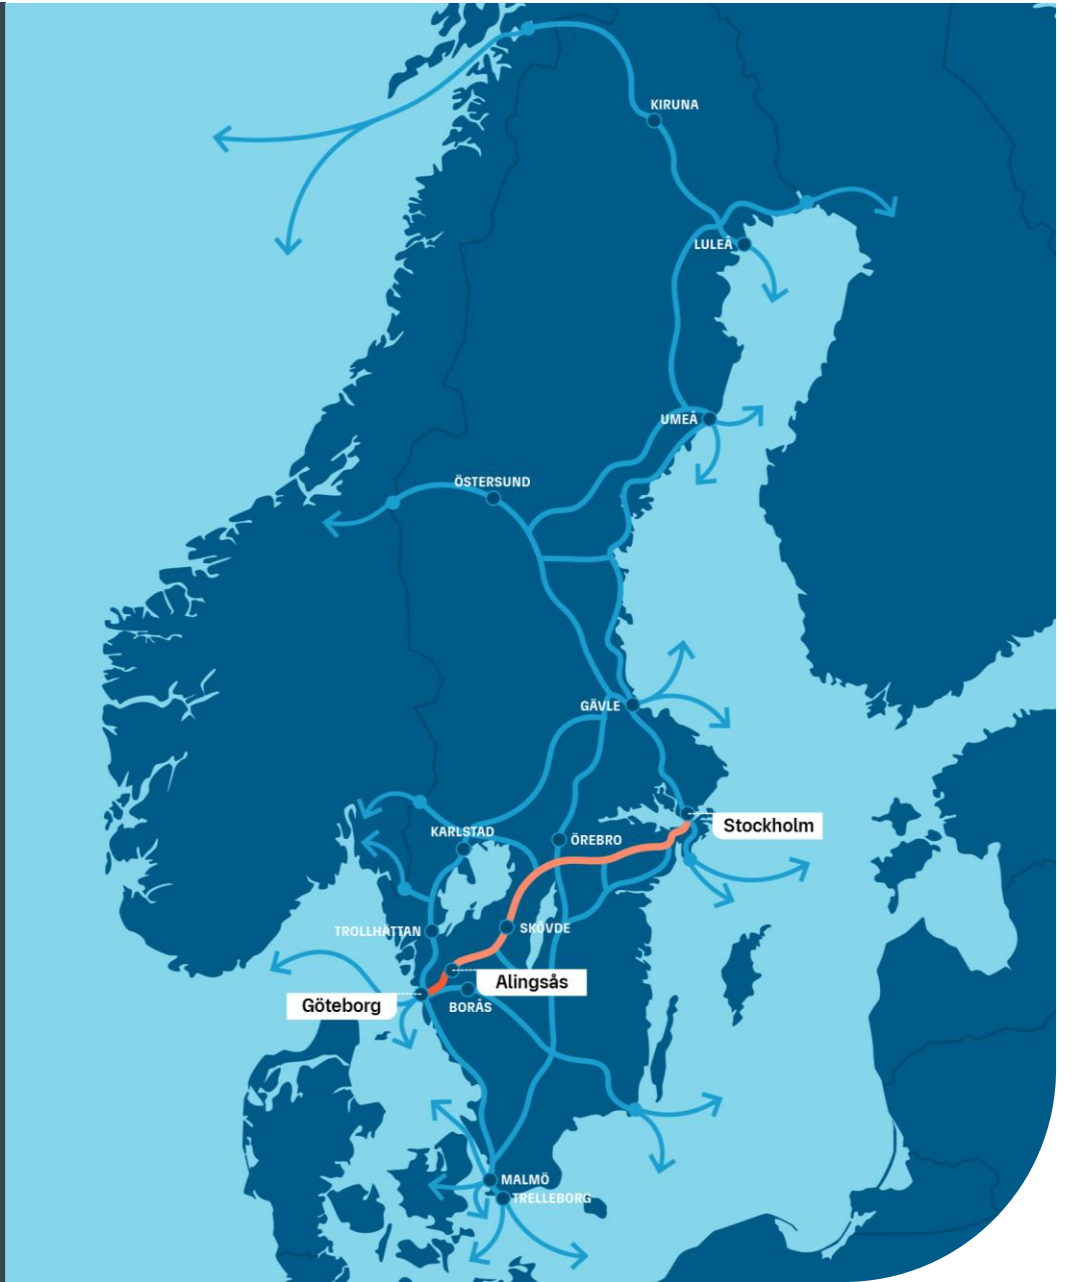 KIRUNA
LULEÅ
UMEÅ
ÖSTERSUND
GÄVLE
Stockholm
KARLSTAD
ÖREBRO
TROLLHÄTTAN
SKÖVDE
Alingsås
Göteborg
BORÅS
MALMÖ
TRELLEBORG